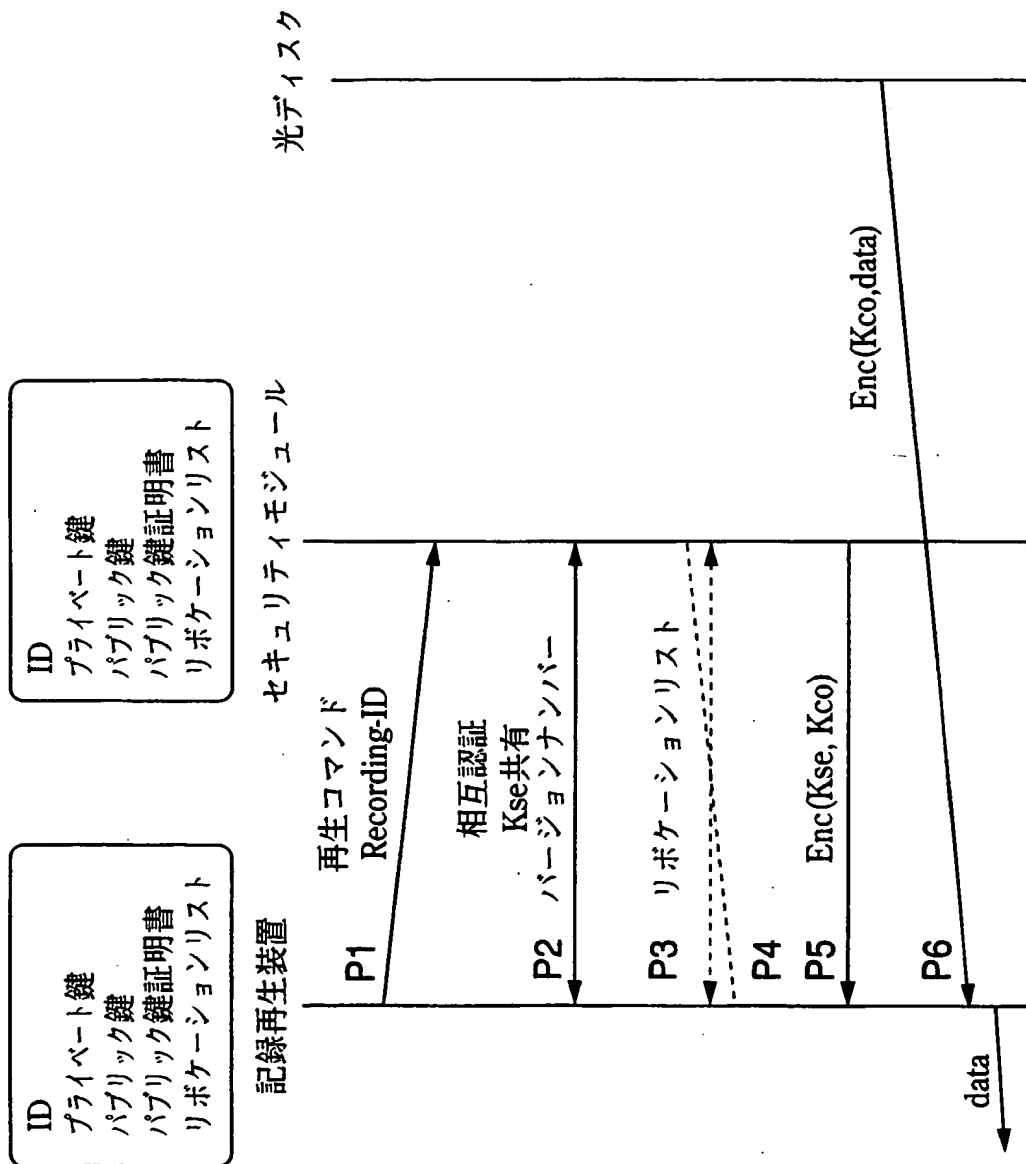 ID
プライベート鍵
パブリック鍵
パブリック鍵証明書
リボケーションリスト
ID
プライベート鍵
パブリック鍵
パブリック鍵証明書
リボケーションリスト
記録再生装置
セキュリティモジュール
光ディスク
P1
再生コマンド
Recording-ID
P2
相互認証
Kse共有
バージョンナンバー
P3
リボケーションリスト
P4
P5
Enc(Kse, Kco)
P6
Enc(Kco,data)
data